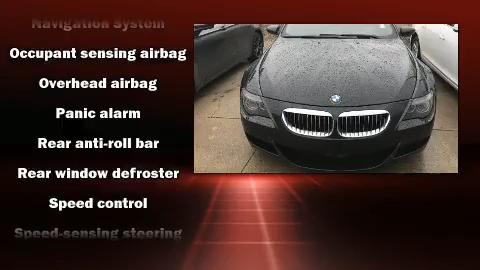 Navigation System
Occupant sensing airbag
Overhead airbag
Panic alarm
Rear anti-roll bar
Rear window defroster
Speed control
Speed-sensing steering